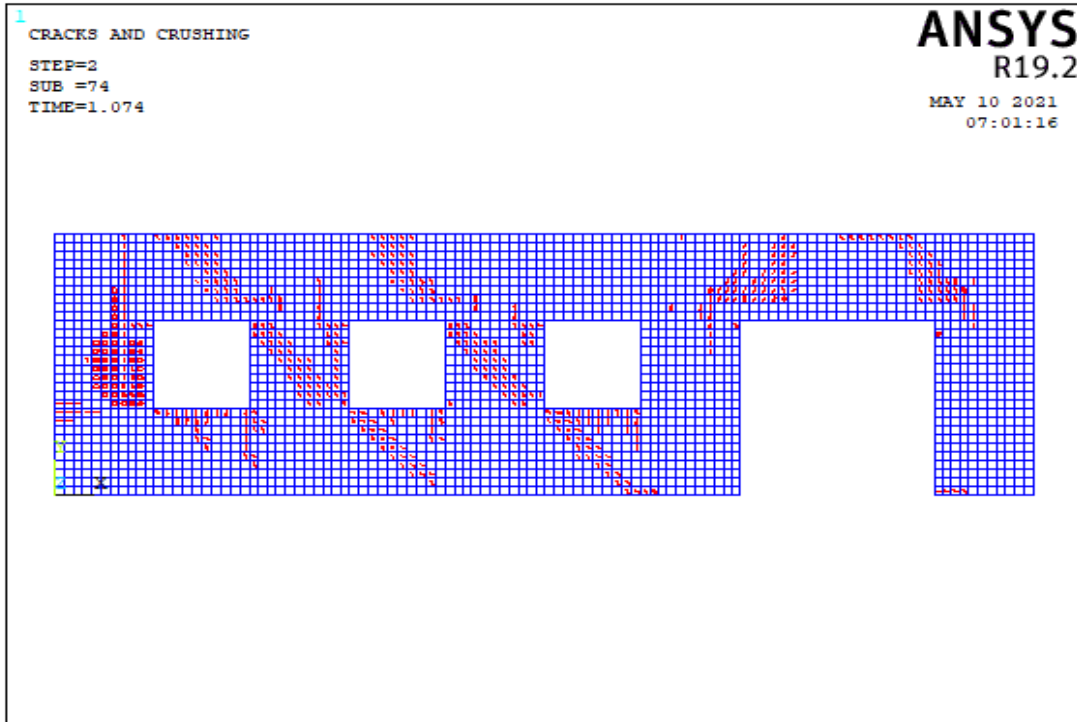 1
CRACKS AND CRUSHING
STEP=2
SUB =74
TIME=1.074
ANSYS
R19.2
MAY 10 2021
07:01:16
Y
Z X